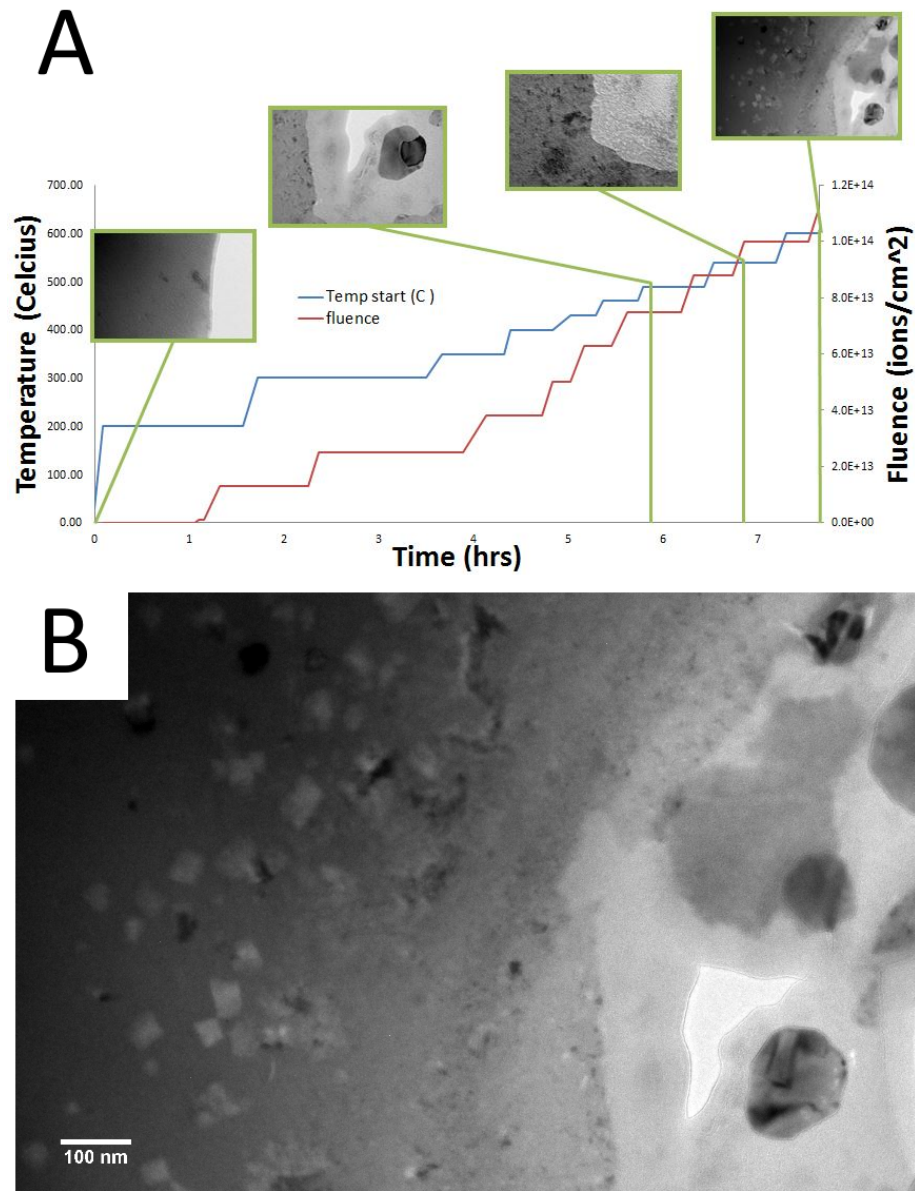 A
700.00
600.00
500.00
400.00
300.00
200.00
100.00
0.00
Temperature (Celcius)
Temp start (C )
fluence
1.2E+14
1.0E+14
8.0E+13
6.0E+13
4.0E+13
2.0E+13
0.0E+00
Fluence (ions/cm^2)
0 1 2 3 4 5 6 7
Time (hrs)
B
100 nm